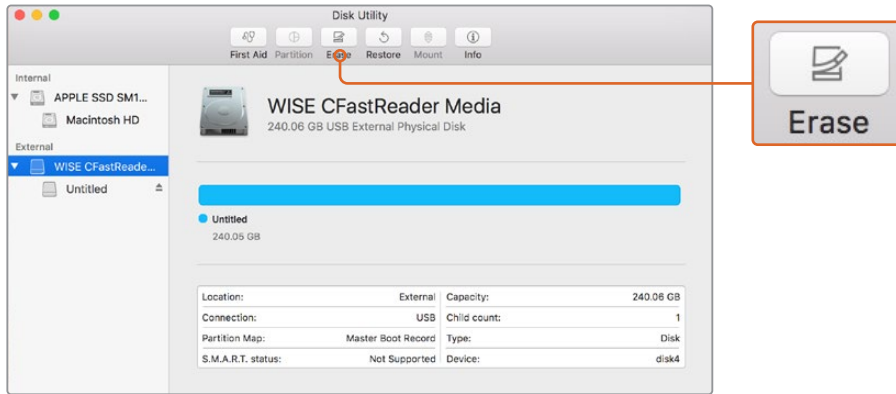 Disk Utility
First Aid Partition Erase Restore Mount Info
Erase
Internal
APPLE SSD SM1...
Macintosh HD
External
WISE CFastReade...
Untitled
WISE CFastReader Media
240.06 GB USB External Physical Disk
Untitled
240.05 GB
Location: External Capacity: 240.06 GB
Connection: USB Child count: 1
Partition Map: Master Boot Record Type: Disk
S.M.A.R.T. status: Not Supported Device: disk4